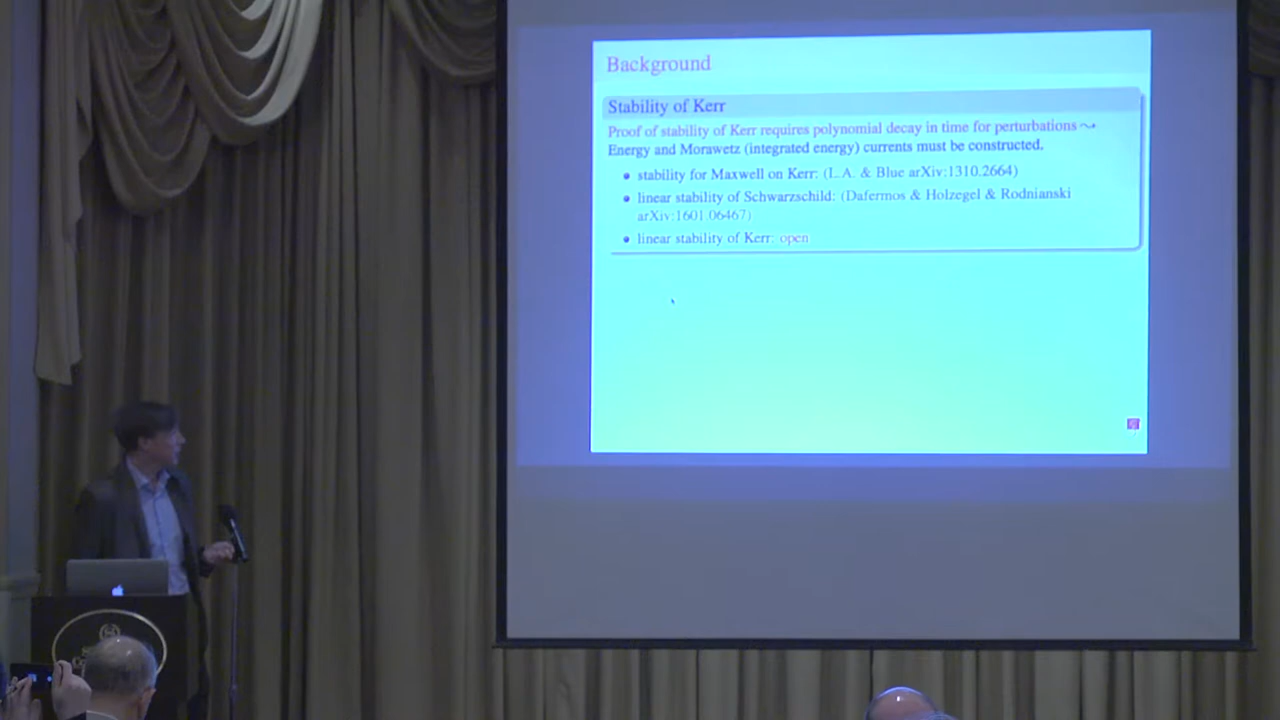 Background
Stability of Kerr
Proof of stability of Kerr requires polynomial decay in time for perturbations ⤳
Energy and Morawetz (integrated energy) currents must be constructed.
• stability for Maxwell on Kerr: (L.A. & Blue arXiv:1310.2664)
• linear stability of Schwarzschild: (Dafermos & Holzegel & Rodnianski
arXiv:1601.06467)
• linear stability of Kerr: open